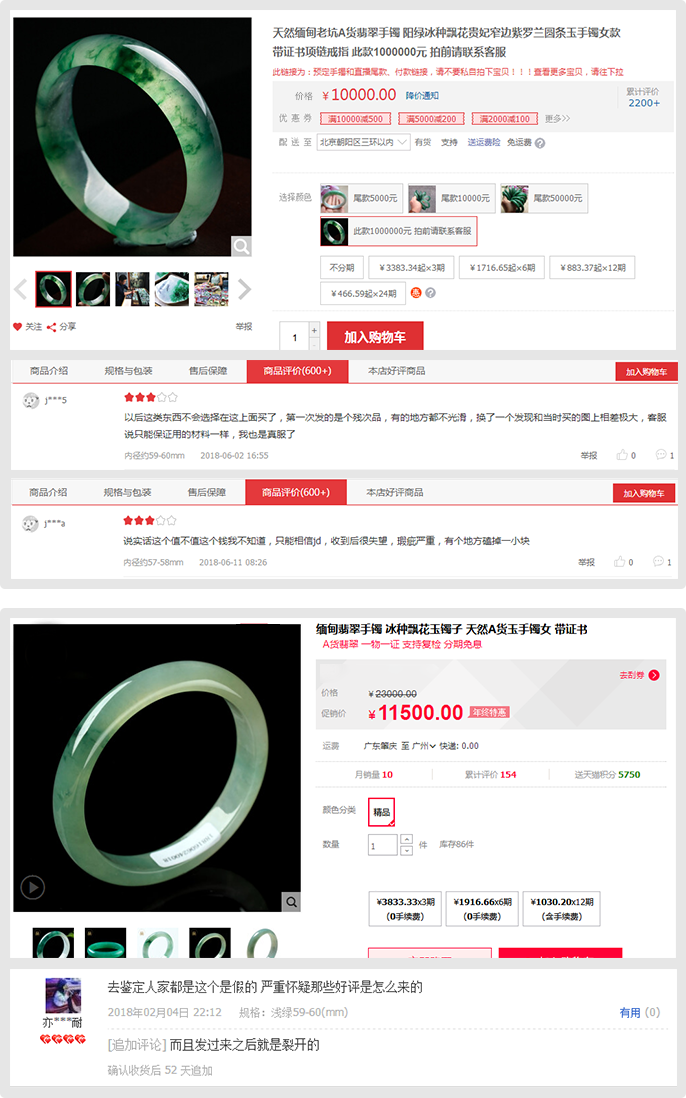 天然缅甸老坑A货翡翠手镯 阳绿冰种飘花贵妃窄边紫罗兰圆条玉手镯女款
带证书项链戒指 此款1000000元 拍前请联系客服
此链接为：预定手镯和直播尾款、付款链接，请不要私自拍下宝贝！！！查看更多宝贝，请往下拉
价格 ￥10000.00 降价通知
累计评价
2200+
优惠券 满10000减500 满5000减200 满2000减100 更多>>
配送至 北京朝阳区三环以内 有货 支持 送运费险 免运费 ?
选择颜色 尾款5000元 尾款10000元 尾款50000元
此款1000000元 拍前请联系客服
不分期 ￥3383.34起×3期 ￥1716.65起×6期 ￥883.37起×12期
￥466.59起×24期 惠 ?
关注 分享 举报
1 + - 加入购物车
商品介绍 规格与包装 售后保障 商品评价(600+) 本店好评商品 加入购物车
j***5
以后这类东西不会选择在这上面买了，第一次发的是个残次品，有的地方都不光滑，换了一个发现和当时买的图上相差极大，客服
说只能保证用的材料一样，我也是真服了
内径约59-60mm 2018-06-02 16:55 举报 0 1
商品介绍 规格与包装 售后保障 商品评价(600+) 本店好评商品 加入购物车
j***a
说实话这个值不值这个钱我不知道，只能相信jd，收到后很失望，瑕疵严重，有个地方磕掉一小块
内径约57-58mm 2018-06-11 08:26 举报 0 1
缅甸翡翠手镯 冰种飘花玉镯子 天然A货玉手镯女 带证书
A货翡翠 一物一证 支持复检 分期免息
去刮券
价格 ￥23000.00
促销价 ￥11500.00 年终特惠
运费 广东肇庆 至 广州 快递: 0.00
月销量 10 累计评价 154 送天猫积分 5750
颜色分类 精品
数量 1 件 库存86件
¥3833.33x3期 ¥1916.66x6期 ¥1030.20x12期
(0手续费) (0手续费) (含手续费)
去鉴定人家都是这个是假的 严重怀疑那些好评是怎么来的
2018年02月04日 22:12 规格：浅绿59-60(mm) 有用 (0)
亦***耐
[追加评论] 而且发过来之后就是裂开的
确认收货后 52 天追加